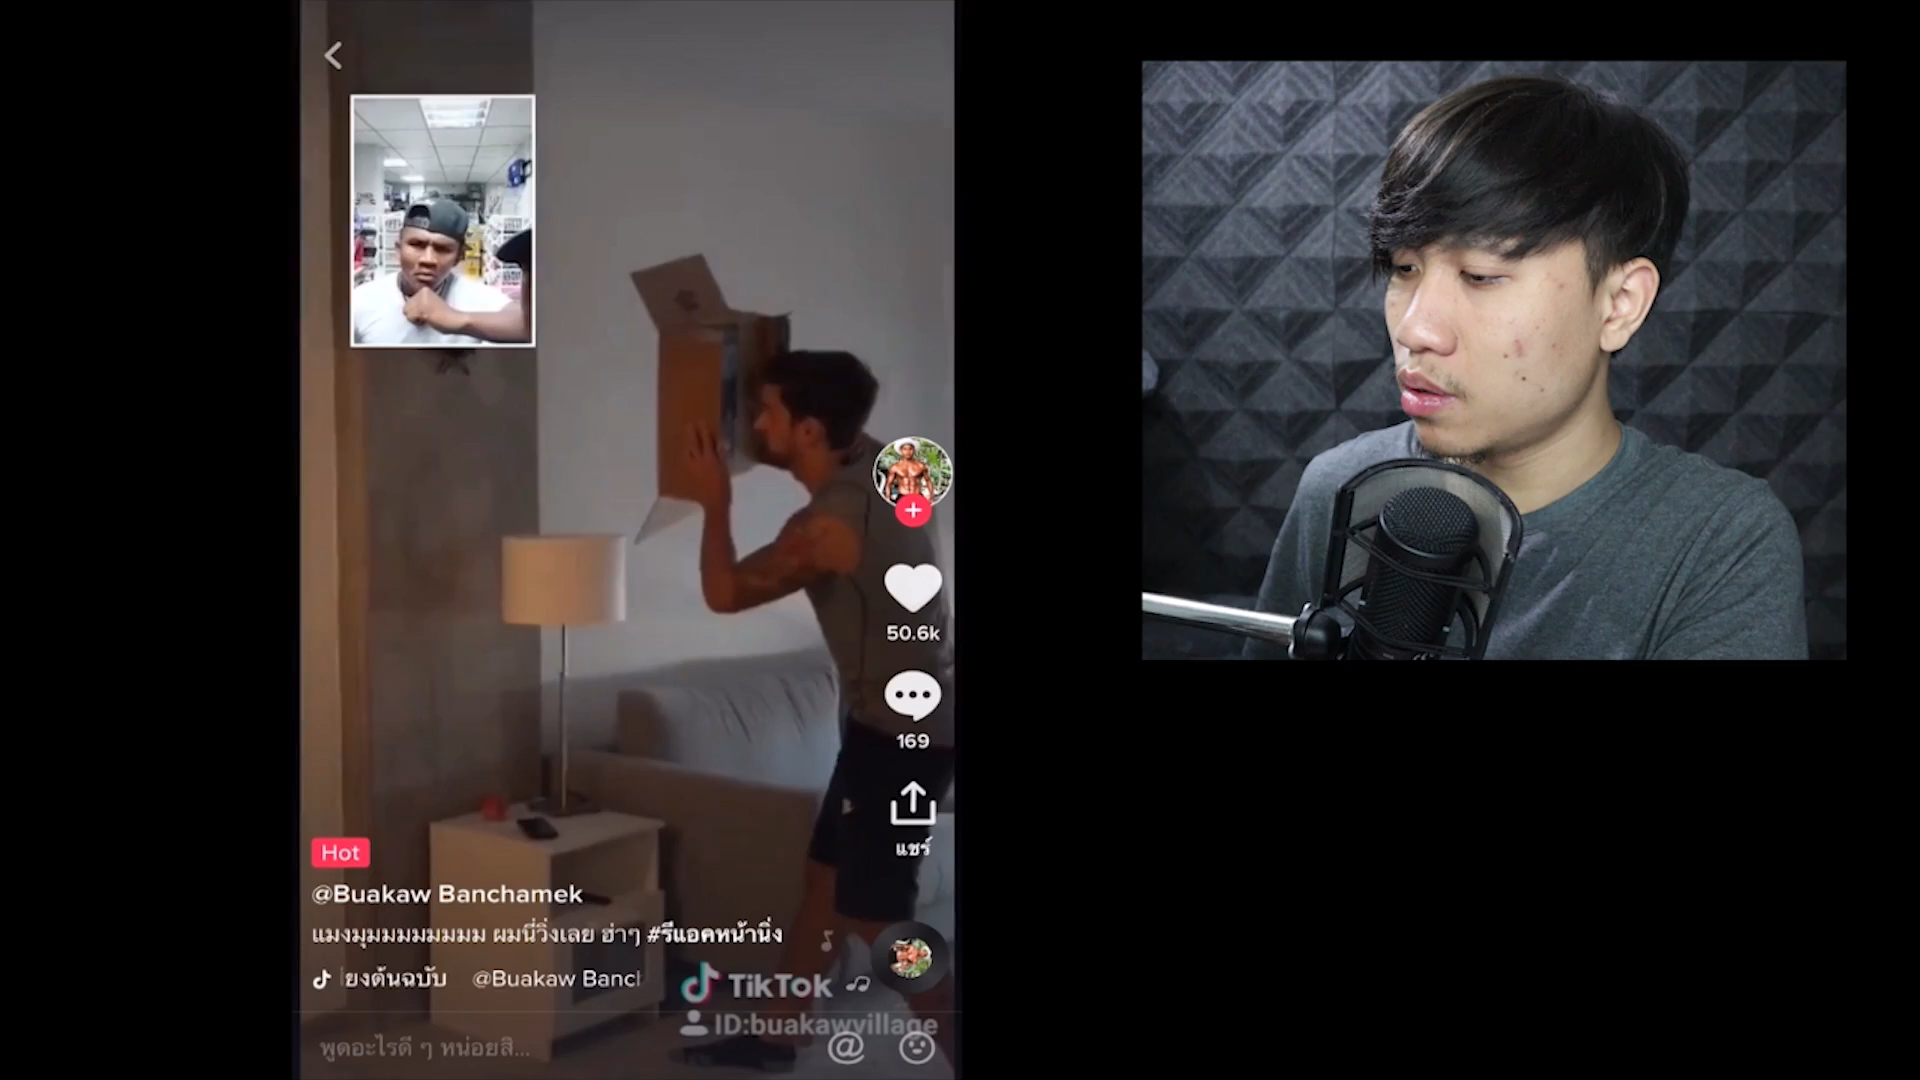 50.6k
169
แชร์
Hot
@Buakaw Banchamek
แมงมุมมมมมมมม ผมนี่วิ่งเลย ฮ่าๆ #รีแอคหน้านิ่ง
ยงต้นฉบับ @Buakaw Banch
TikTok
ID:buakawvillage
พูดอะไรดี ๆ หน่อยสิ...